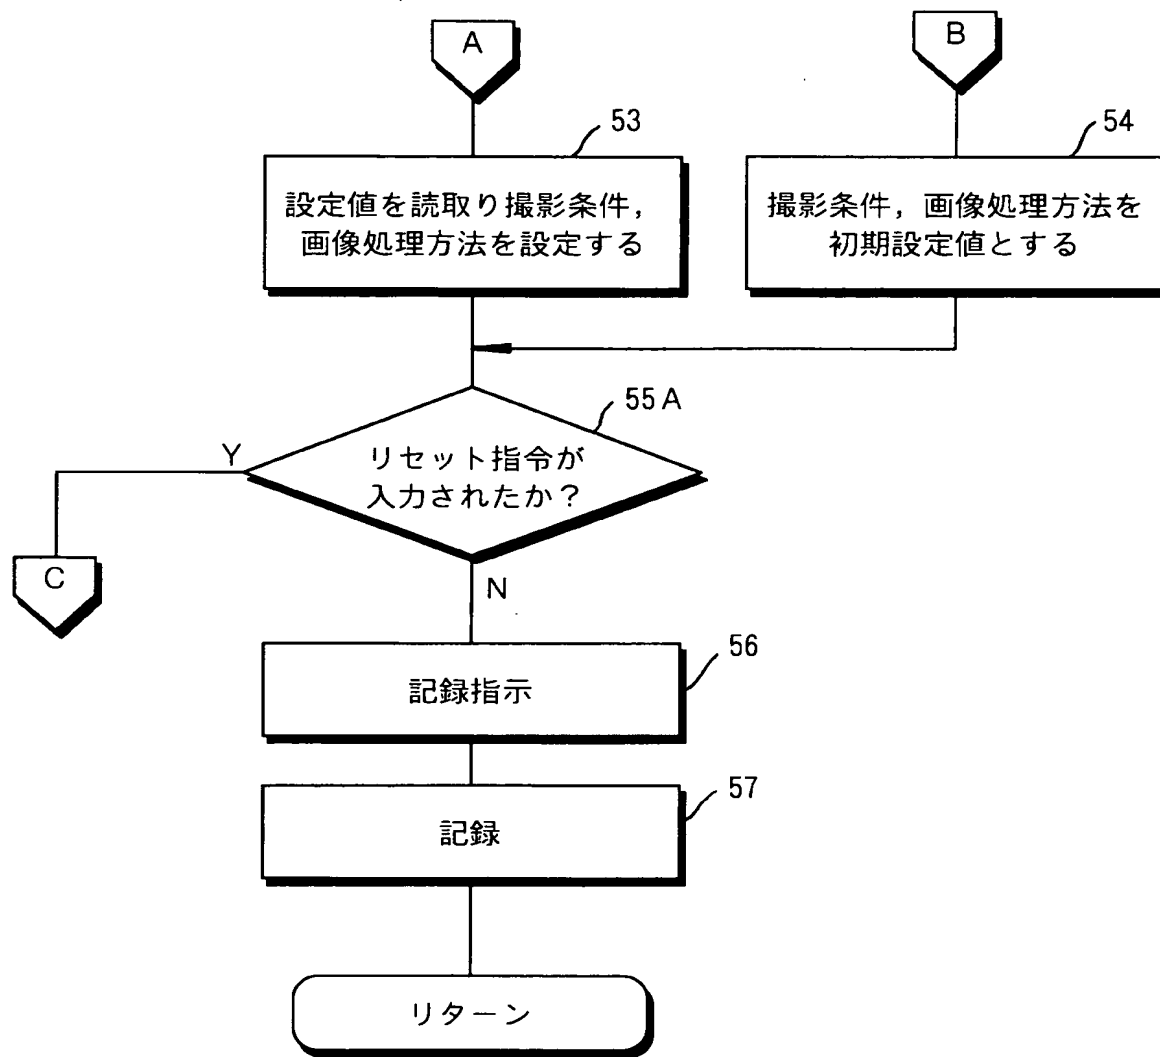 A
B
53
設定値を読取り撮影条件，
画像処理方法を設定する
54
撮影条件，画像処理方法を
初期設定値とする
55A
リセット指令が
入力されたか？
Y
C
N
56
記録指示
57
記録
リターン